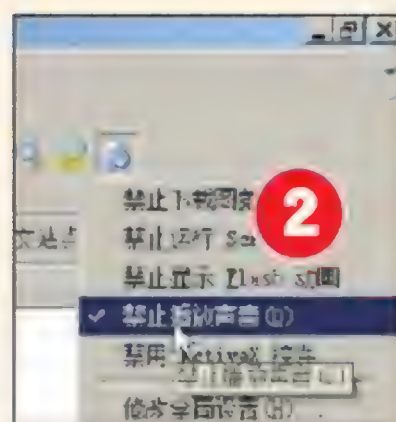 禁止下载图
2
禁止运行
禁止显示 Flash 动画
禁止播放声音(B)
禁用 ActiveX 控件
禁止播放声音
修改字面设置(H)